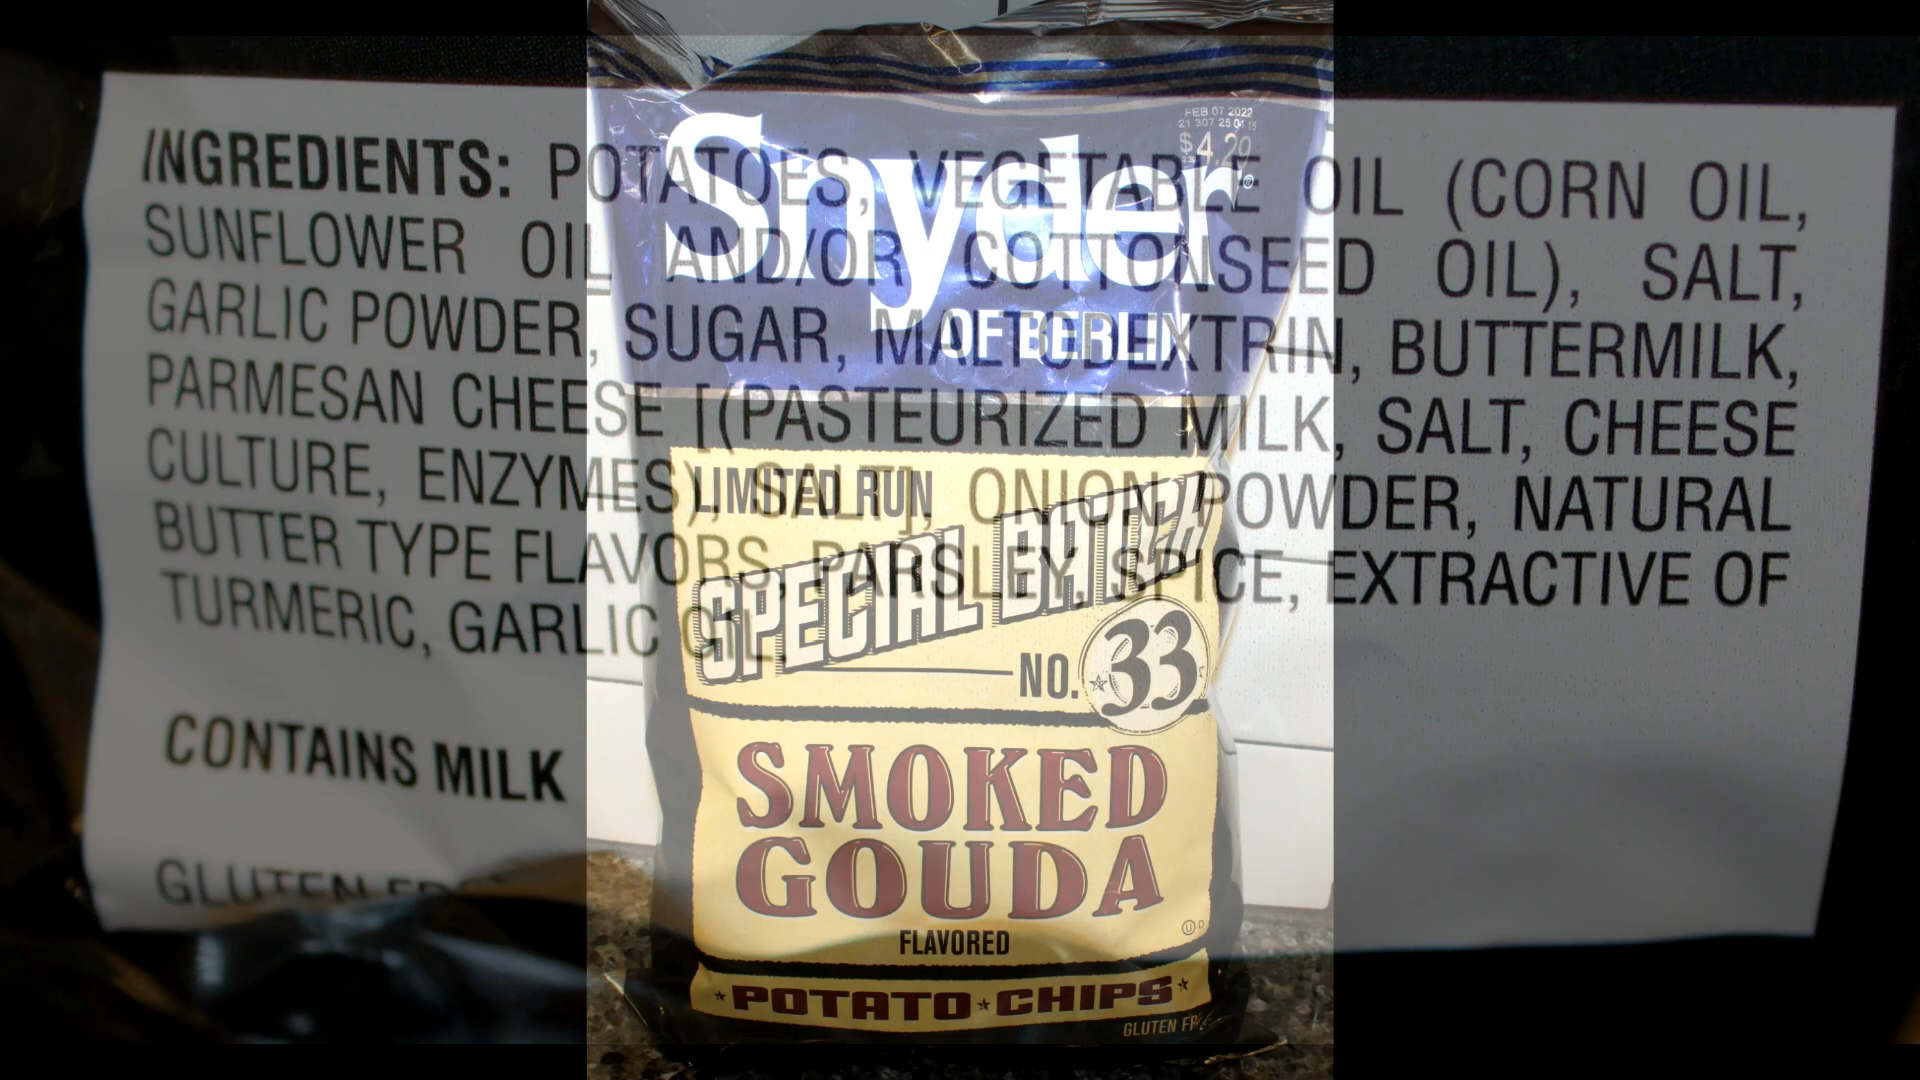 INGREDIENTS: POTATOES, VEGETABLE OIL (CORN OIL,
SUNFLOWER OIL AND/OR COTTONSEED OIL), SALT,
GARLIC POWDER, SUGAR, MALTODEXTRIN, BUTTERMILK,
PARMESAN CHEESE [(PASTEURIZED MILK, SALT, CHEESE
CULTURE, ENZYMES), SALT], ONION POWDER, NATURAL
BUTTER TYPE FLAVORS, PARSLEY, SPICE, EXTRACTIVE OF
TURMERIC, GARLIC OIL.
CONTAINS MILK
GLUTEN
FEB 07 2022
$4.29
Snyder
OF BERLIN
LIMITED RUN
SPECIAL BATCH
NO. 33
SMOKED
GOUDA
FLAVORED
POTATO CHIPS
GLUTEN